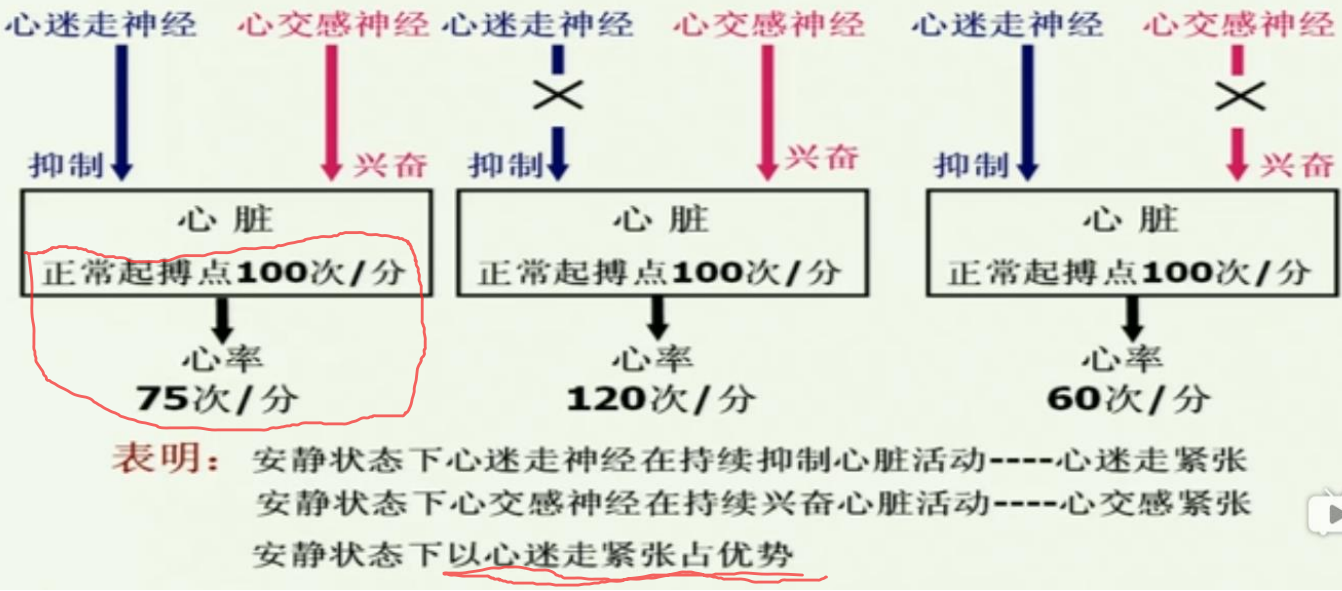 心迷走神经 心交感神经 心迷走神经 心交感神经 心迷走神经 心交感神经
抑制 兴奋 抑制 兴奋 抑制 兴奋
心脏 心脏 心脏
正常起搏点100次/分 正常起搏点100次/分 正常起搏点100次/分
心率 心率 心率
75次/分 120次/分 60次/分
表明：安静状态下心迷走神经在持续抑制心脏活动----心迷走紧张
安静状态下心交感神经在持续兴奋心脏活动----心交感紧张
安静状态下以心迷走紧张占优势